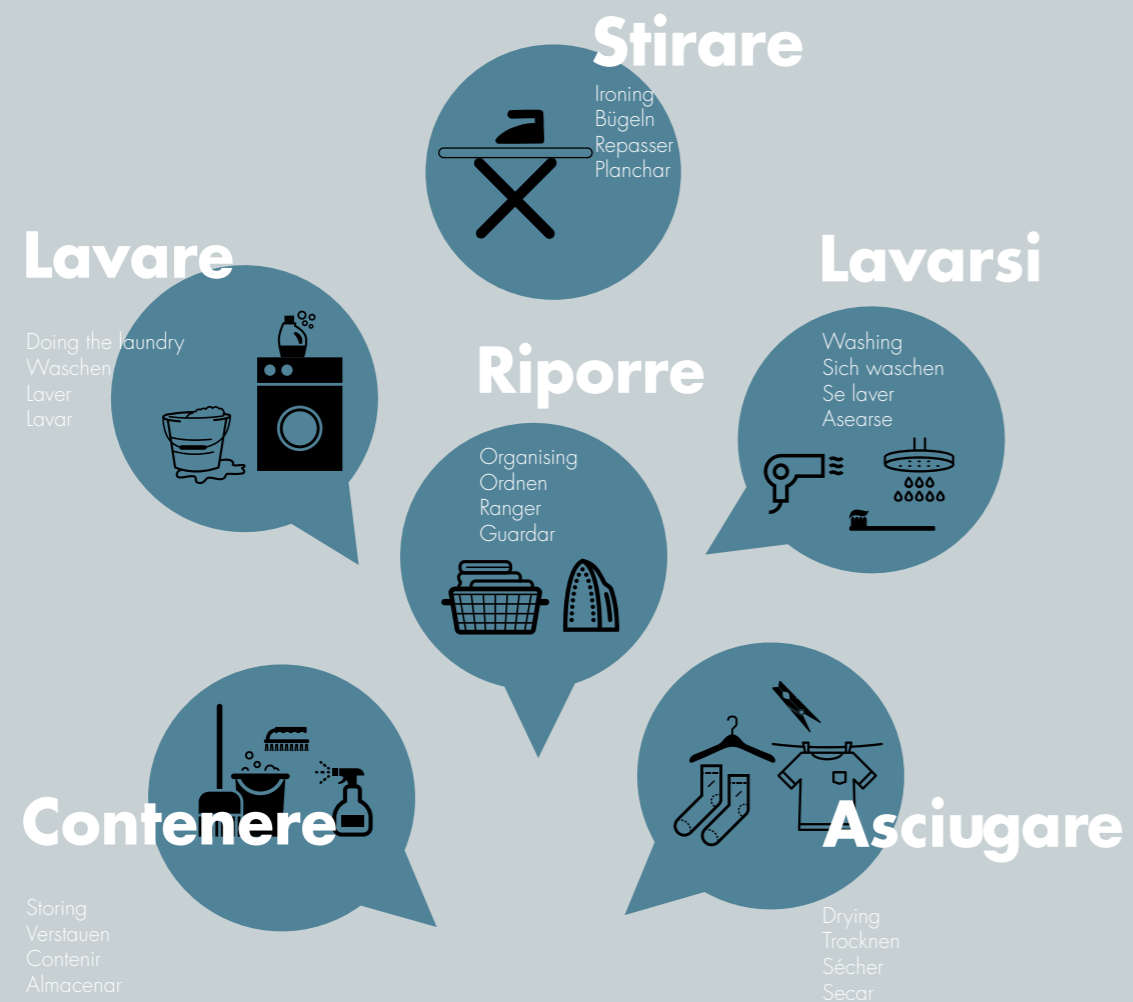 Stirare
Ironing
Bügeln
Repasser
Planchar
Lavare
Doing the laundry
Waschen
Laver
Lavar
Riporre
Organising
Ordnen
Ranger
Guardar
Lavarsi
Washing
Sich waschen
Se laver
Asearse
Contenere
Storing
Verstauen
Contenir
Almacenar
Asciugare
Drying
Trocknen
Sécher
Secar